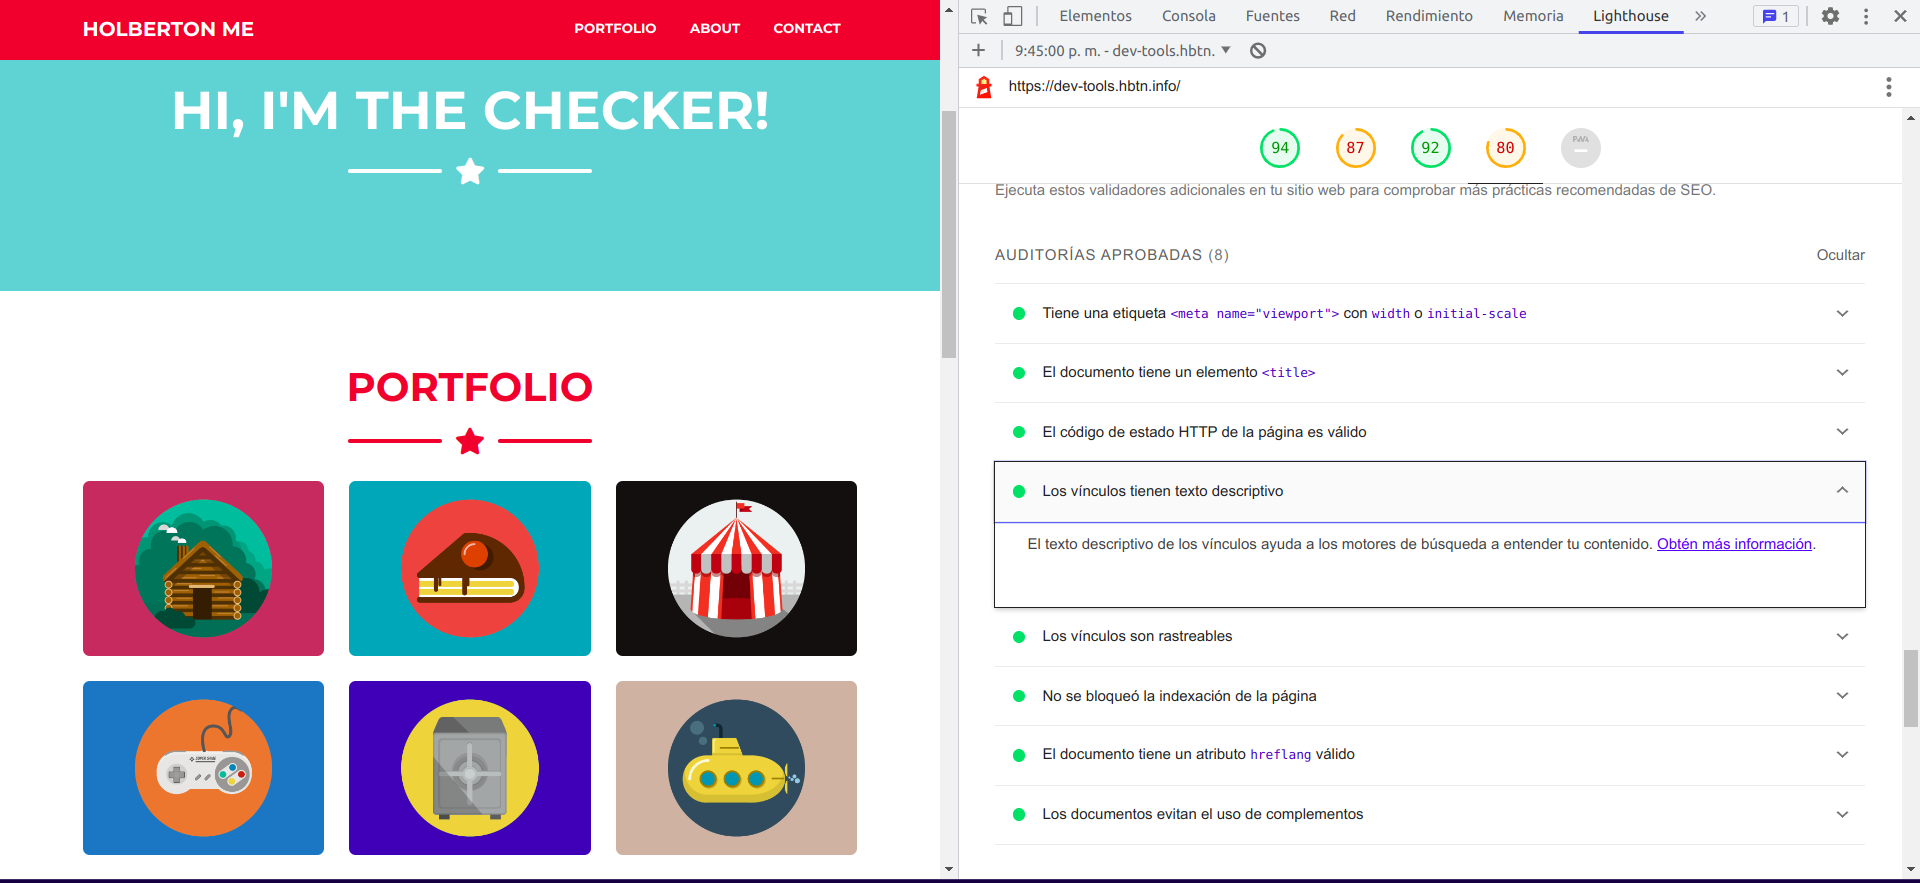 HOLBERTON ME
PORTFOLIO ABOUT CONTACT
HI, I'M THE CHECKER!
PORTFOLIO
SUPER GAME
Elementos Consola Fuentes Red Rendimiento Memoria Lighthouse » 1
9:45:00 p. m. - dev-tools.hbtn.
https://dev-tools.hbtn.info/
94 87 92 80 PWA
Ejecuta estos validadores adicionales en tu sitio web para comprobar más prácticas recomendadas de SEO.
AUDITORÍAS APROBADAS (8) Ocultar
Tiene una etiqueta <meta name="viewport"> con width o initial-scale
El documento tiene un elemento <title>
El código de estado HTTP de la página es válido
Los vínculos tienen texto descriptivo
El texto descriptivo de los vínculos ayuda a los motores de búsqueda a entender tu contenido. Obtén más información.
Los vínculos son rastreables
No se bloqueó la indexación de la página
El documento tiene un atributo hreflang válido
Los documentos evitan el uso de complementos